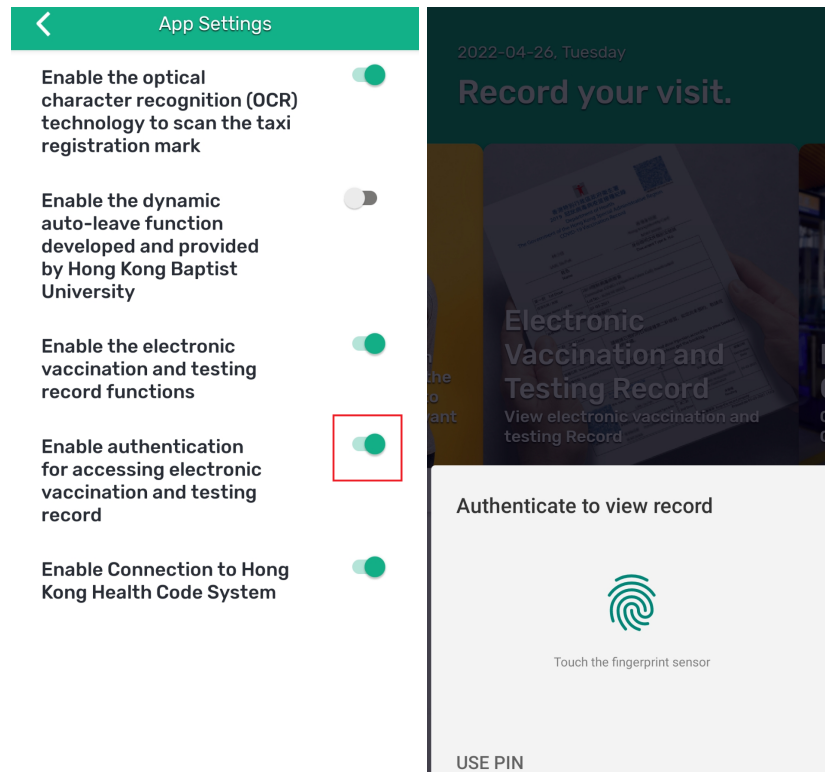 App Settings
Enable the optical
character recognition (OCR)
technology to scan the taxi
registration mark
Enable the dynamic
auto-leave function
developed and provided
by Hong Kong Baptist
University
Enable the electronic
vaccination and testing
record functions
Enable authentication
for accessing electronic
vaccination and testing
record
Enable Connection to Hong
Kong Health Code System
2022-04-26, Tuesday
Record your visit.
Electronic
Vaccination and
Testing Record
View electronic vaccination and
testing Record
Authenticate to view record
Touch the fingerprint sensor
USE PIN